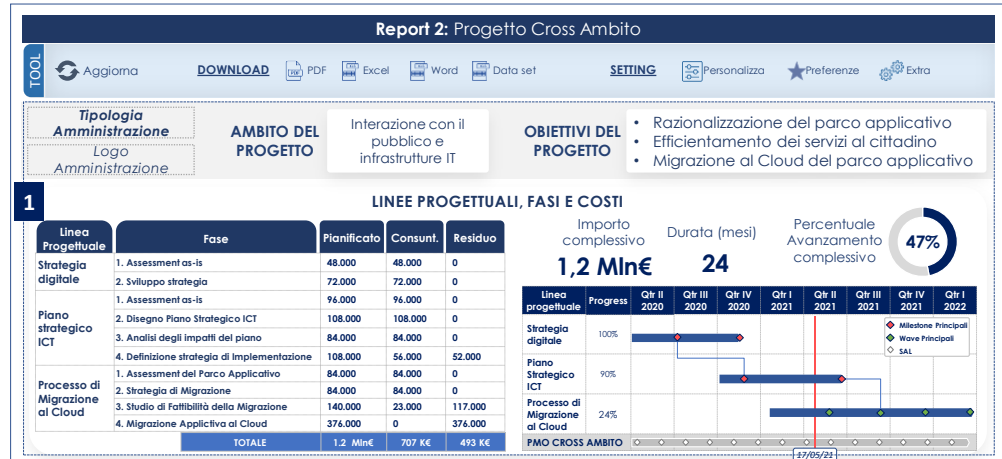 Report 2: Progetto Cross Ambito
TOOL
Aggiorna
DOWNLOAD
PDF
Excel
Word
Data set
SETTING
Personalizza
Preferenze
Extra
Tipologia
Amministrazione
Logo
Amministrazione
AMBITO DEL
PROGETTO
Interazione con il
pubblico e
infrastrutture IT
OBIETTIVI DEL
PROGETTO
• Razionalizzazione del parco applicativo
• Efficientamento dei servizi al cittadino
• Migrazione al Cloud del parco applicativo
1
LINEE PROGETTUALI, FASI E COSTI
Linea
Progettuale
Fase Pianificato Consunt. Residuo
Strategia
digitale
1. Assessment as-is 48.000 48.000 0
2. Sviluppo strategia 72.000 72.000 0
Piano
strategico
ICT
1. Assessment as-is 96.000 96.000 0
2. Disegno Piano Strategico ICT 108.000 108.000 0
3. Analisi degli impatti del piano 84.000 84.000 0
4. Definizione strategia di Implementazione 108.000 56.000 52.000
Processo di
Migrazione
al Cloud
1. Assessment del Parco Applicativo 84.000 84.000 0
2. Strategia di Migrazione 84.000 84.000 0
3. Studio di Fattibilità della Migrazione 140.000 23.000 117.000
4. Migrazione Applictiva al Cloud 376.000 0 376.000
TOTALE 1.2 Mln€ 707 K€ 493 K€
Importo
complessivo
1,2 Mln€
Durata (mesi)
24
Percentuale
Avanzamento
complessivo
47%
Linea
progettuale
Progress
Qtr II
2020
Qtr III
2020
Qtr IV
2020
Qtr I
2021
Qtr II
2021
Qtr III
2021
Qtr IV
2021
Qtr I
2022
Strategia
digitale
100%
Milestone Principali
Wave Principali
SAL
Piano
Strategico
ICT
90%
Processo di
Migrazione
al Cloud
24%
PMO CROSS AMBITO
17/05/21